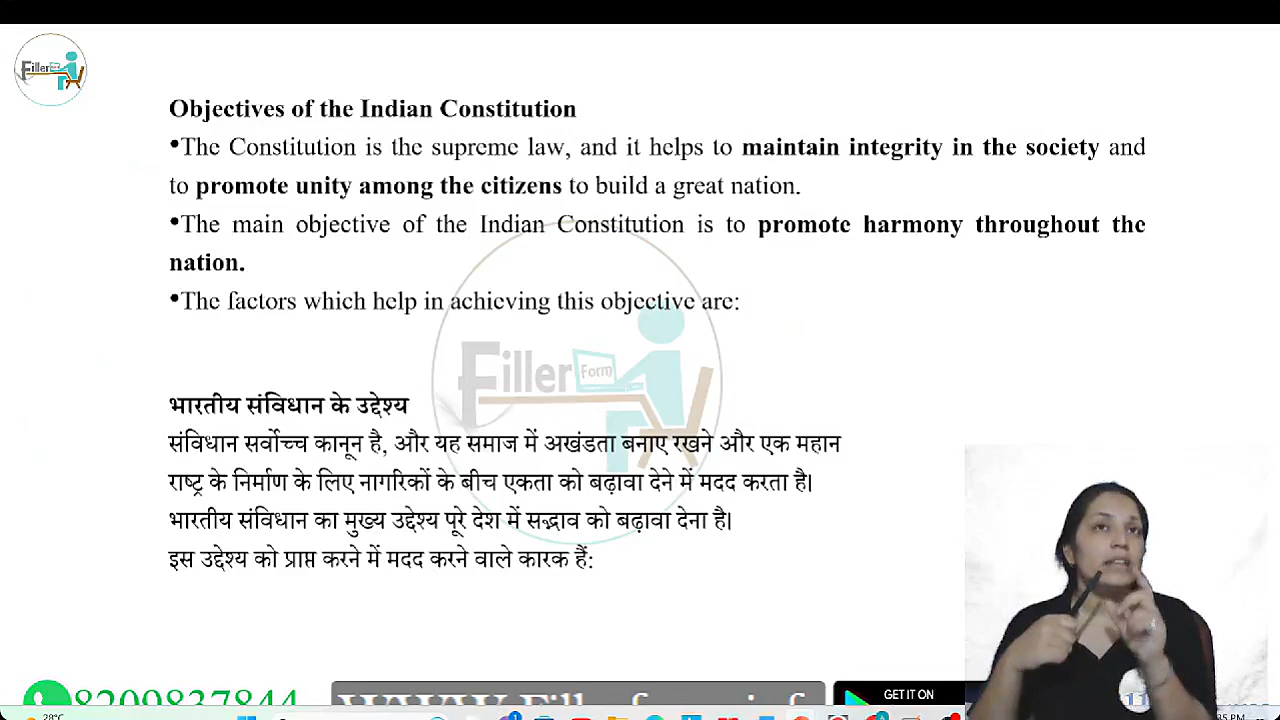 Filler
Objectives of the Indian Constitution
•The Constitution is the supreme law, and it helps to maintain integrity in the society and
to promote unity among the citizens to build a great nation.
•The main objective of the Indian Constitution is to promote harmony throughout the
nation.
•The factors which help in achieving this objective are:
Filler Form
भारतीय संविधान के उद्देश्य
संविधान सर्वोच्च कानून है, और यह समाज में अखंडता बनाए रखने और एक महान
राष्ट्र के निर्माण के लिए नागरिकों के बीच एकता को बढ़ावा देने में मदद करता है।
भारतीय संविधान का मुख्य उद्देश्य पूरे देश में सद्भाव को बढ़ावा देना है।
इस उद्देश्य को प्राप्त करने में मदद करने वाले कारक हैं:
8209837844
GET IT ON
28°C